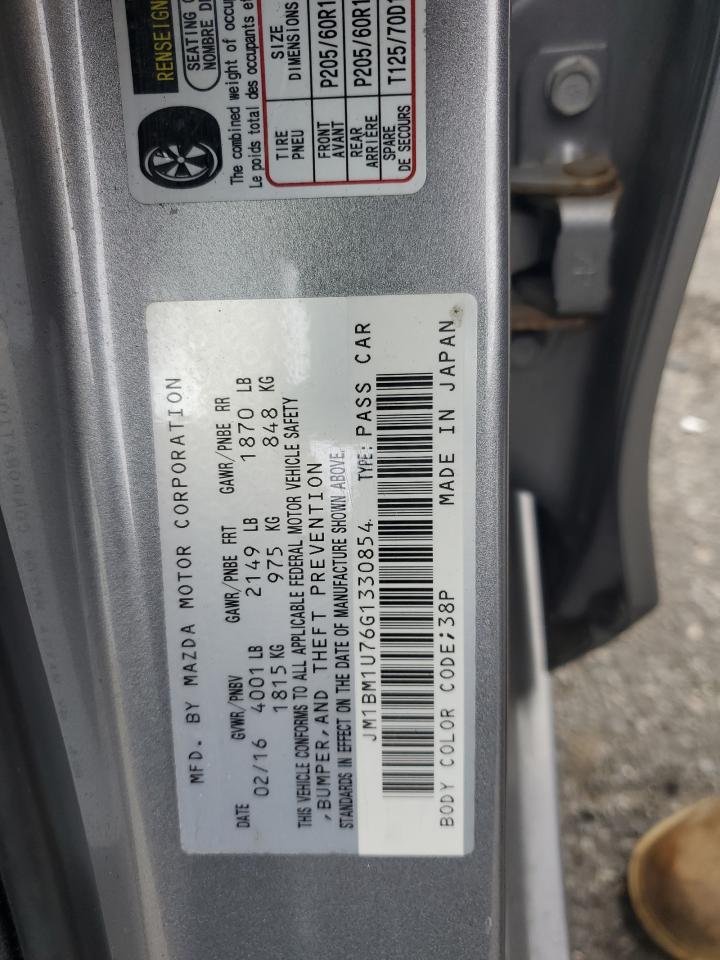 RENSEIGN
SEATING C
NOMBRE DE
The combined weight of occu
Le poids total des occupants et
TIRE SIZE
PNEU DIMENSIONS
FRONT P205/60R1
AVANT
REAR P205/60R1
ARRIÈRE
SPARE T125/70D1
DE SECOURS
MFD. BY MAZDA MOTOR CORPORATION
DATE GVWR/PNBV GAWR/PNBE FRT GAWR/PNBE RR
02/16 4001 LB 2149 LB 1870 LB
1815 KG 975 KG 848 KG
THIS VEHICLE CONFORMS TO ALL APPLICABLE FEDERAL MOTOR VEHICLE SAFETY
,BUMPER,AND THEFT PREVENTION
STANDARDS IN EFFECT ON THE DATE OF MANUFACTURE SHOWN ABOVE.
JM1BM1U76G1330854 TYPE: PASS CAR
BODY COLOR CODE;38P MADE IN JAPAN